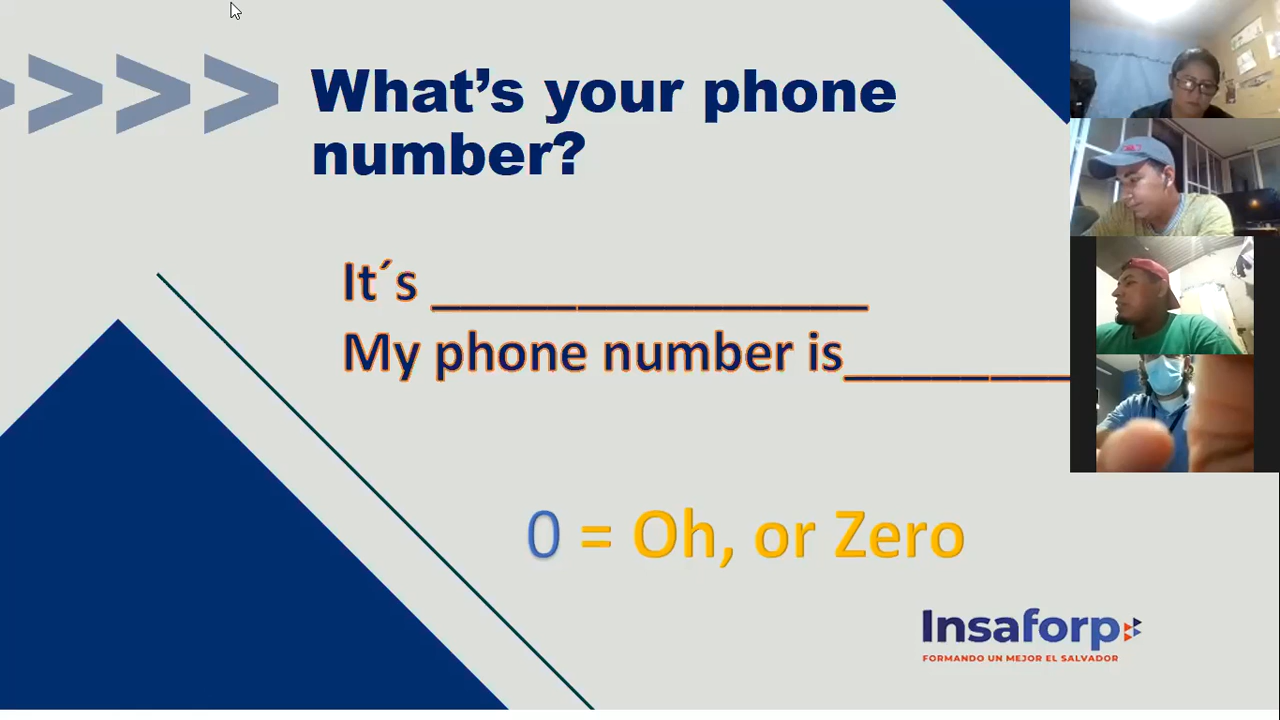 What's your phone
number?
It´s _______________
My phone number is________
0 = Oh, or Zero
Insaforp
FORMANDO UN MEJOR EL SALVADOR